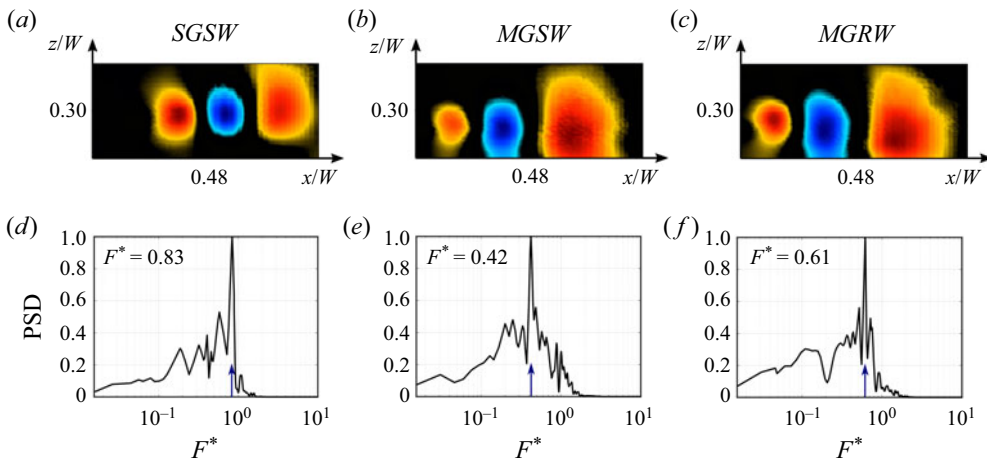 (a) SGSW (b) MGSW (c) MGRW
z/W z/W z/W
0.30 0.30 0.30
0.48 x/W 0.48 x/W 0.48 x/W
(d) (e) (f)
1.0 1.0 1.0
F* = 0.83 F* = 0.42 F* = 0.61
0.8 0.8 0.8
0.6 0.6 0.6
PSD
0.4 0.4 0.4
0.2 0.2 0.2
0 0 0
10⁻¹ 10⁰ 10¹ 10⁻¹ 10⁰ 10¹ 10⁻¹ 10⁰ 10¹
F* F* F*